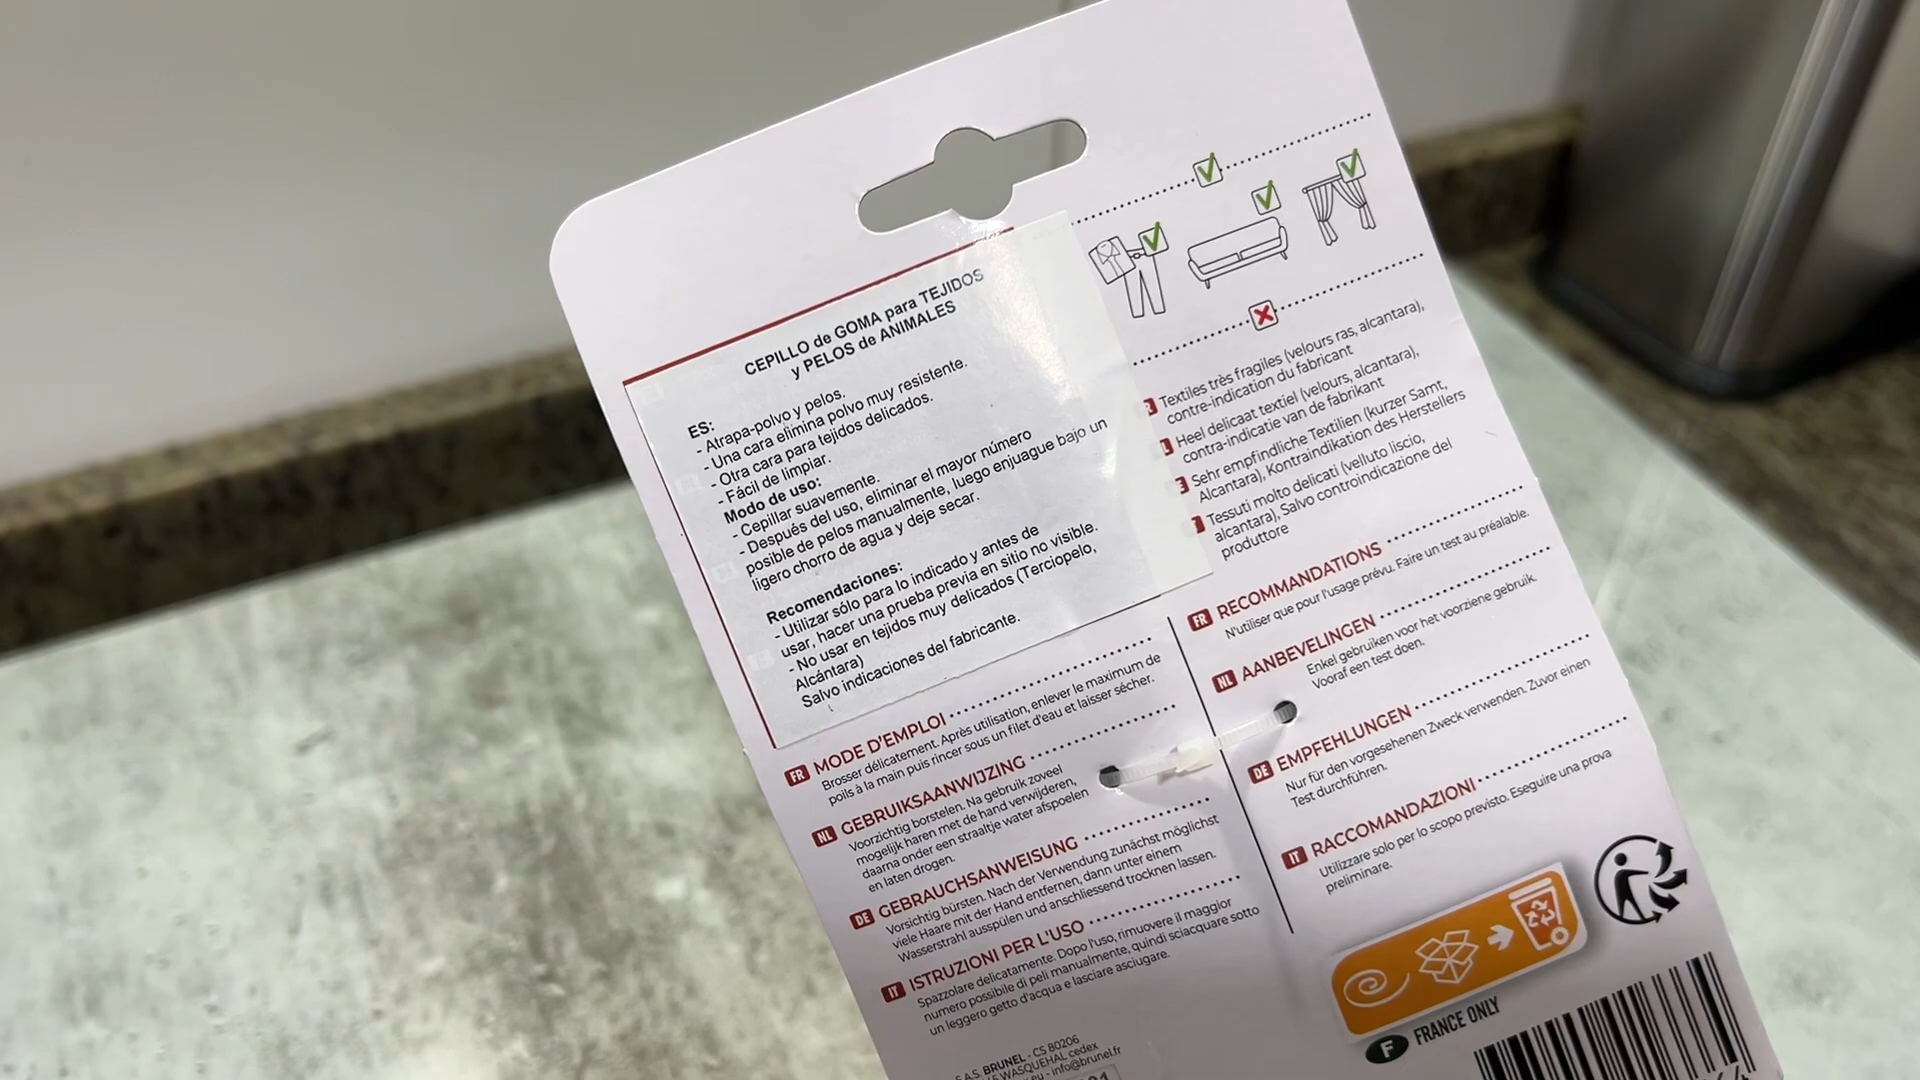 CEPILLO de GOMA para TEJIDOS
y PELOS de ANIMALES
ES:
- Atrapa-polvo y pelos.
- Una cara elimina polvo muy resistente.
- Otra cara para tejidos delicados.
- Fácil de limpiar.
Modo de uso:
- Cepillar suavemente.
- Después del uso, eliminar el mayor número
posible de pelos manualmente, luego enjuague bajo un
ligero chorro de agua y deje secar.
Recomendaciones:
- Utilizar sólo para lo indicado y antes de
usar, hacer una prueba previa en sitio no visible.
- No usar en tejidos muy delicados (Terciopelo,
Alcántara)
Salvo indicaciones del fabricante.
FR MODE D'EMPLOI
Brosser délicatement. Après utilisation, enlever le maximum de
poils à la main puis rincer sous un filet d'eau et laisser sécher.
NL GEBRUIKSAANWIJZING
Voorzichtig borstelen. Na gebruik zoveel
mogelijk haren met de hand verwijderen,
daarna onder een straaltje water afspoelen
en laten drogen.
DE GEBRAUCHSANWEISUNG
Vorsichtig bürsten. Nach der Verwendung zunächst möglichst
viele Haare mit der Hand entfernen, dann unter einem
Wasserstrahl ausspülen und anschliessend trocknen lassen.
IT ISTRUZIONI PER L'USO
Spazzolare delicatamente. Dopo l'uso, rimuovere il maggior
numero possibile di peli manualmente, quindi sciacquare sotto
un leggero getto d'acqua e lasciare asciugare.
S.A.S. BRUNEL - CS 80206
WASQUEHAL cedex
info@brunel.fr
Textiles très fragiles (velours ras, alcantara),
contre-indication du fabricant
Heel delicaat textiel (velours, alcantara),
contra-indicatie van de fabrikant
Sehr empfindliche Textilien (kurzer Samt,
Alcantara), Kontraindikation des Herstellers
Tessuti molto delicati (velluto liscio,
alcantara), Salvo controindicazione del
produttore
FR RECOMMANDATIONS
N'utiliser que pour l'usage prévu. Faire un test au préalable.
NL AANBEVELINGEN
Enkel gebruiken voor het voorziene gebruik.
Vooraf een test doen.
DE EMPFEHLUNGEN
Nur für den vorgesehenen Zweck verwenden. Zuvor einen
Test durchführen.
IT RACCOMANDAZIONI
Utilizzare solo per lo scopo previsto. Eseguire una prova
preliminare.
F FRANCE ONLY